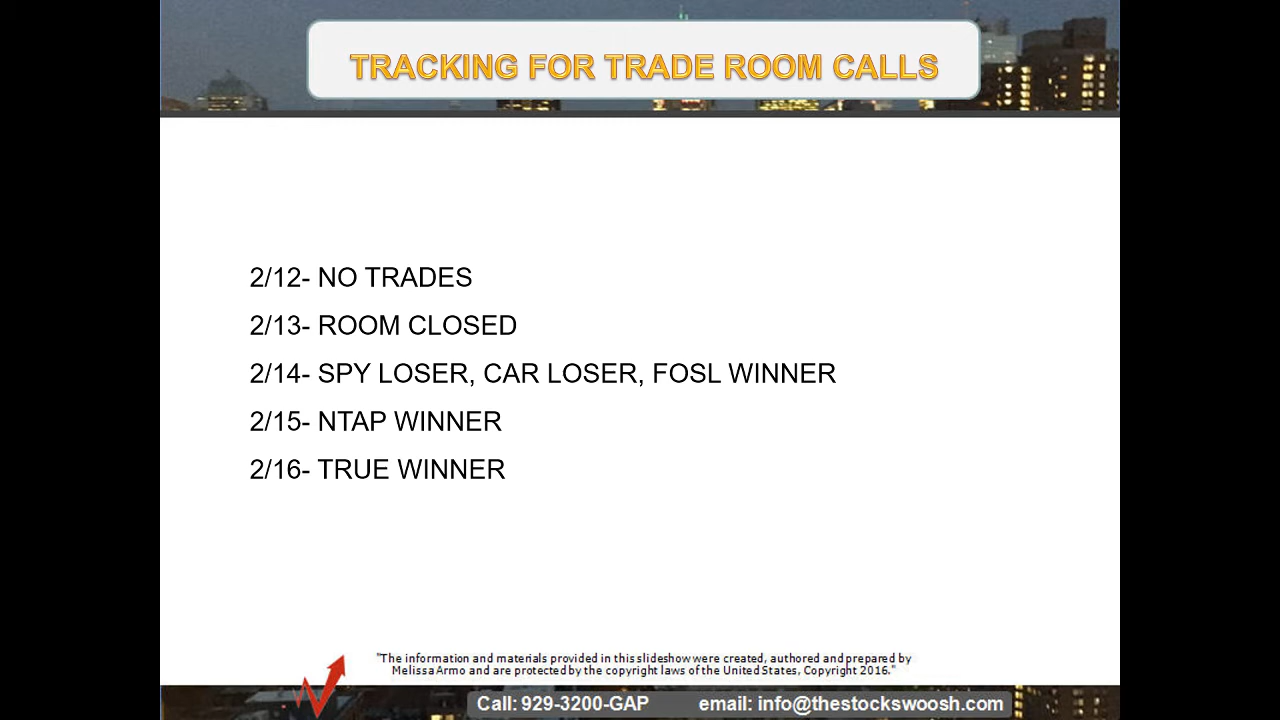 TRACKING FOR TRADE ROOM CALLS
2/12- NO TRADES
2/13- ROOM CLOSED
2/14- SPY LOSER, CAR LOSER, FOSL WINNER
2/15- NTAP WINNER
2/16- TRUE WINNER
"The information and materials provided in this slideshow were created, authored and prepared by
Melissa Armo and are protected by the copyright laws of the United States, Copyright 2016."
Call: 929-3200-GAP email: info@thestockswoosh.com